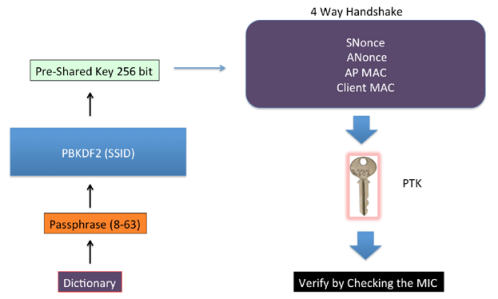 4 Way Handshake
SNonce
ANonce
AP MAC
Client MAC
Pre-Shared Key 256 bit
PBKDF2 (SSID)
PTK
Passphrase (8-63)
Dictionary
Verify by Checking the MIC